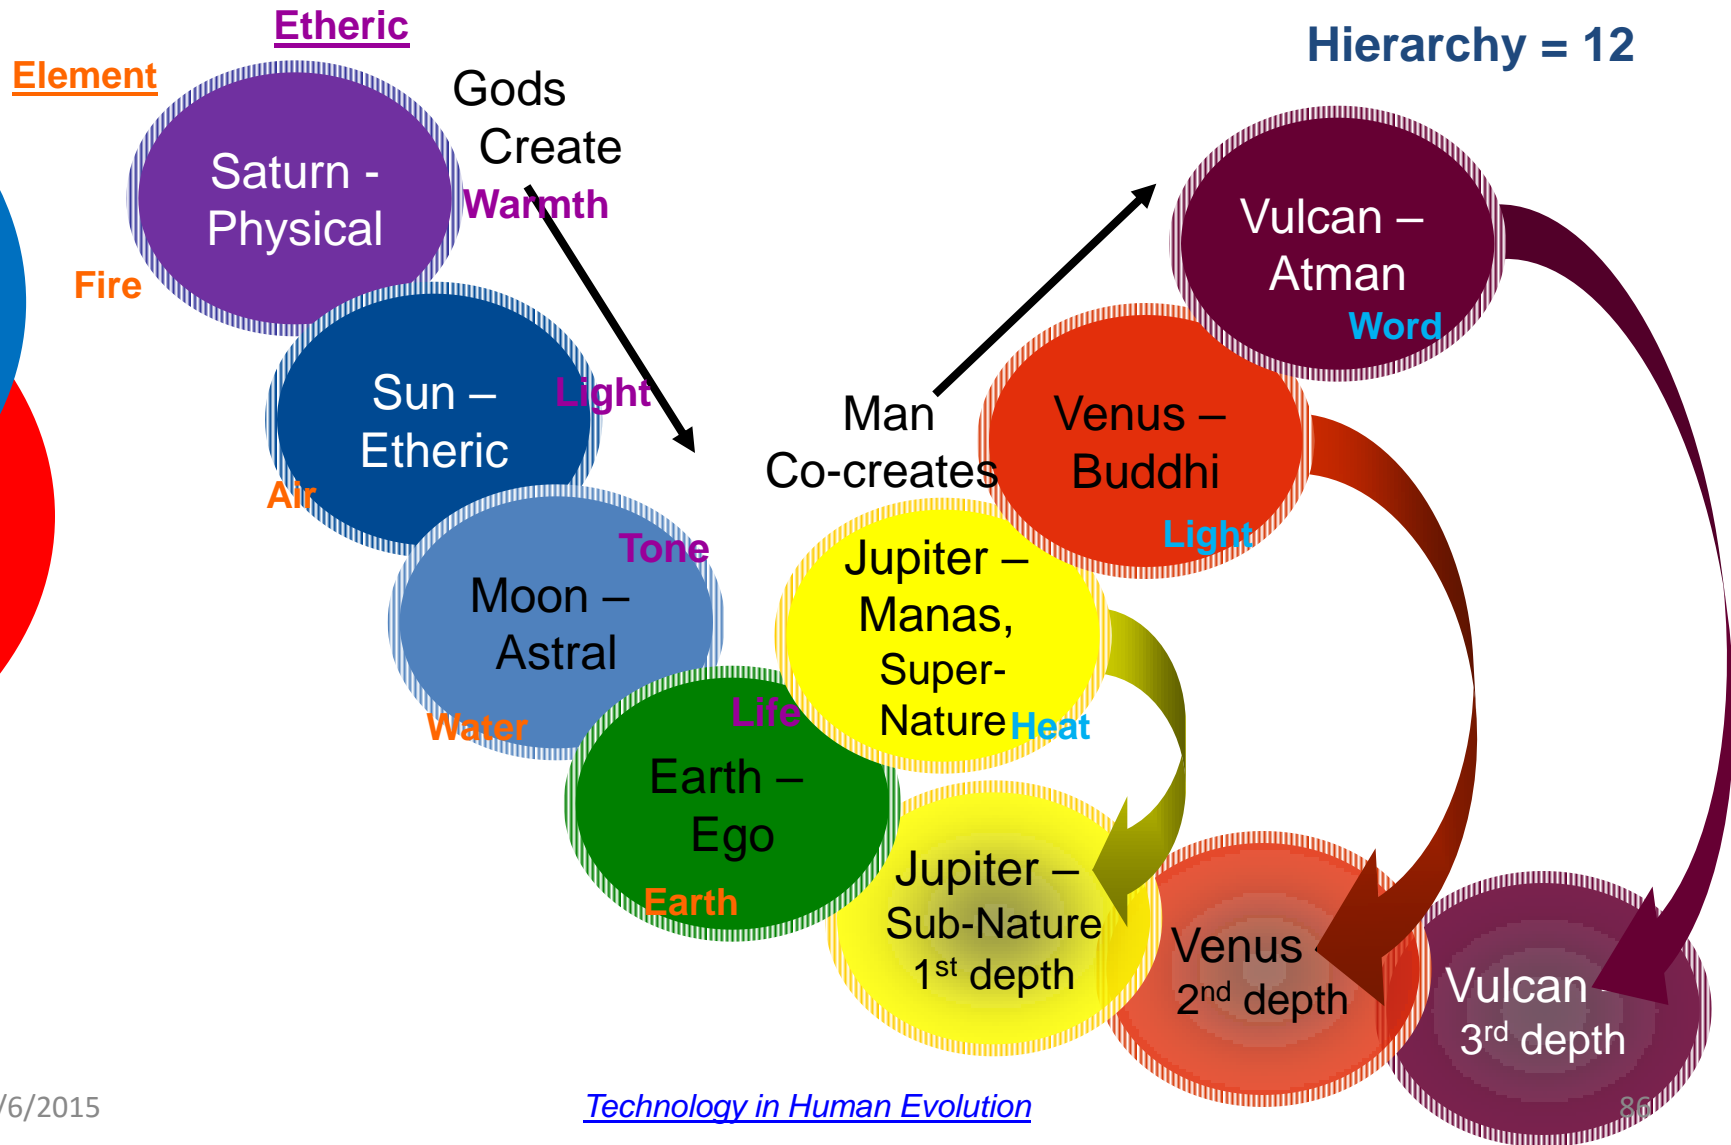 Etheric
Hierarchy = 12
Element
Gods
Create
Saturn -
Physical
Warmth
Vulcan –
Atman
Word
Fire
Sun –
Etheric
Light
Air
Man
Co-creates
Venus –
Buddhi
Light
Tone
Moon –
Astral
Water
Jupiter –
Manas,
Super-
Nature
Heat
Life
Earth –
Ego
Earth
Jupiter –
Sub-Nature
1st depth
Venus
2nd depth
Vulcan -
3rd depth
/6/2015
Technology in Human Evolution
86